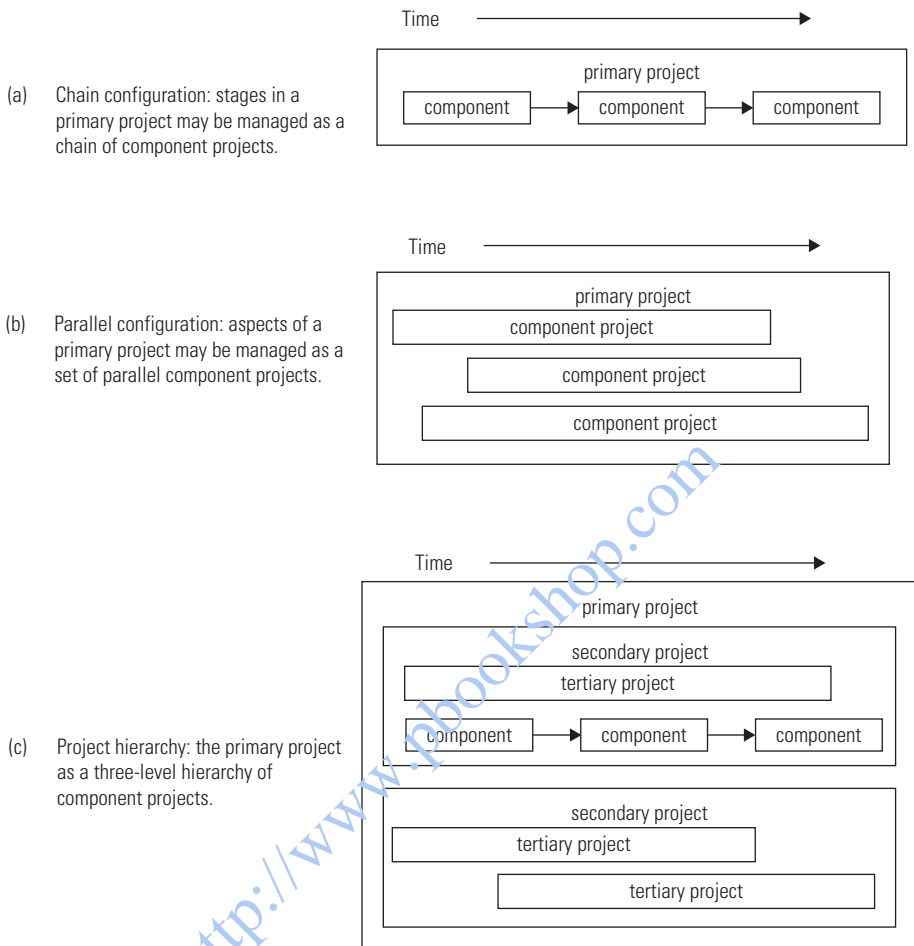 Time
(a) Chain configuration: stages in a
primary project may be managed as a
chain of component projects.
primary project
component component component
Time
(b) Parallel configuration: aspects of a
primary project may be managed as a
set of parallel component projects.
primary project
component project
component project
component project
Time
(c) Project hierarchy: the primary project
as a three-level hierarchy of
component projects.
primary project
secondary project
tertiary project
component component component
secondary project
tertiary project
tertiary project
ttp://www.pbookshop.com